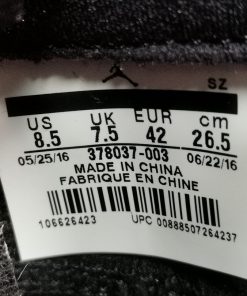 SZ
US UK EUR cm
8.5 7.5 42 26.5
05/25/16 378037-003 06/22/16
MADE IN CHINA
FABRIQUE EN CHINE
106626423 UPC 00888507264237